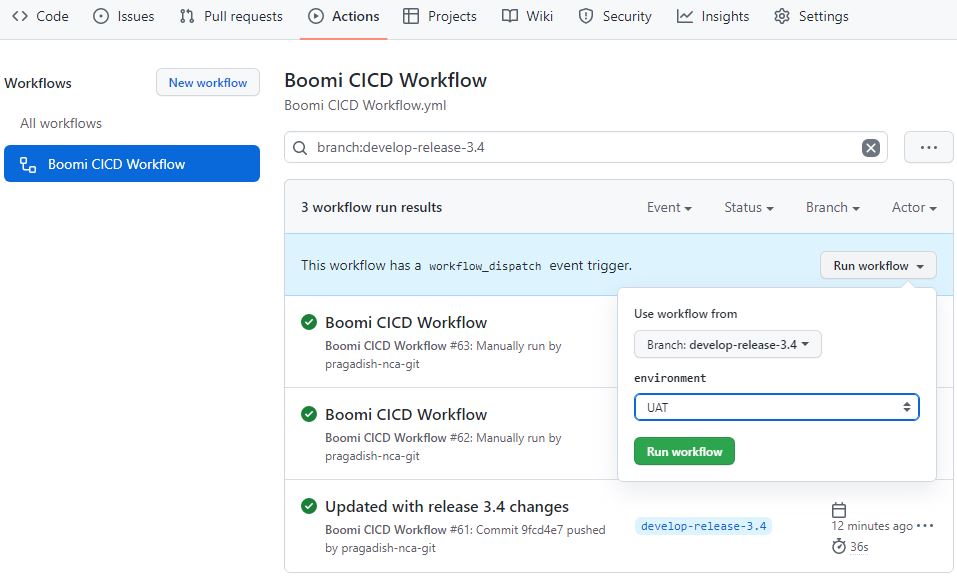 Code Issues Pull requests Actions Projects Wiki Security Insights Settings
Workflows
New workflow
All workflows
Boomi CICD Workflow
Boomi CICD Workflow
Boomi CICD Workflow.yml
branch:develop-release-3.4
3 workflow run results
Event Status Branch Actor
This workflow has a workflow_dispatch event trigger.
Run workflow
Use workflow from
Branch: develop-release-3.4
environment
UAT
Run workflow
Boomi CICD Workflow
Boomi CICD Workflow #63: Manually run by
pragadish-nca-git
Boomi CICD Workflow
Boomi CICD Workflow #62: Manually run by
pragadish-nca-git
Updated with release 3.4 changes
Boomi CICD Workflow #61: Commit 9fcd4e7 pushed
by pragadish-nca-git
develop-release-3.4
12 minutes ago
36s